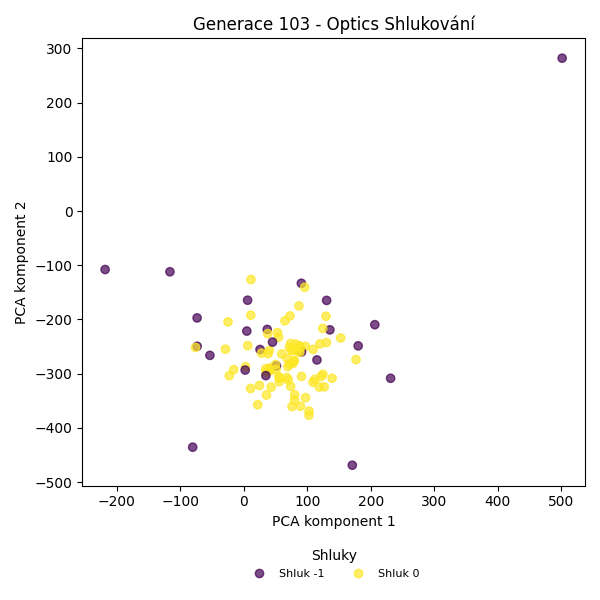 Generace 103 - Optics Shlukování
300
200
100
0
−100
−200
−300
−400
−500
PCA komponent 2
−200 −100 0 100 200 300 400 500
PCA komponent 1
Shluky
Shluk -1 Shluk 0